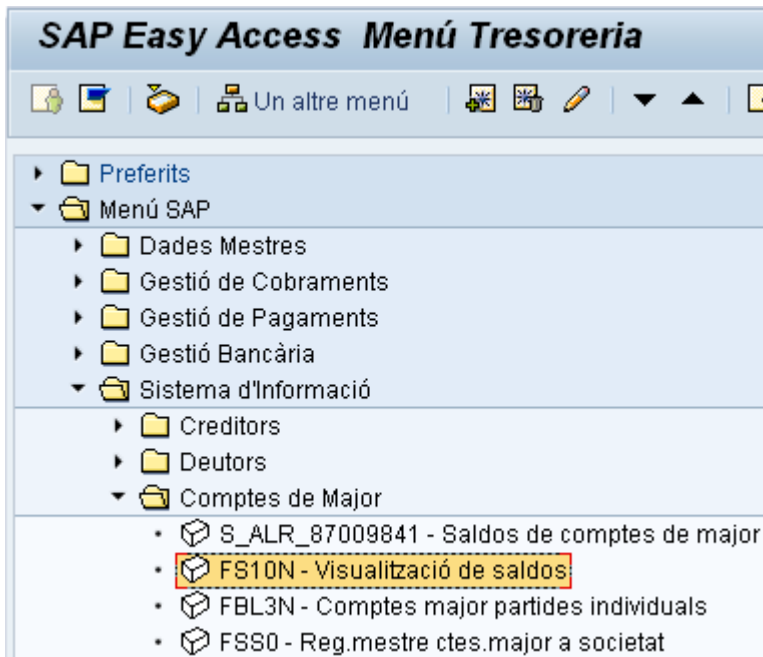 SAP Easy Access Menú Tresoreria
Un altre menú
Preferits
Menú SAP
Dades Mestres
Gestió de Cobraments
Gestió de Pagaments
Gestió Bancària
Sistema d'Informació
Creditors
Deutors
Comptes de Major
S_ALR_87009841 - Saldos de comptes de major
FS10N - Visualització de saldos
FBL3N - Comptes major partides individuals
FSS0 - Reg.mestre ctes.major a societat